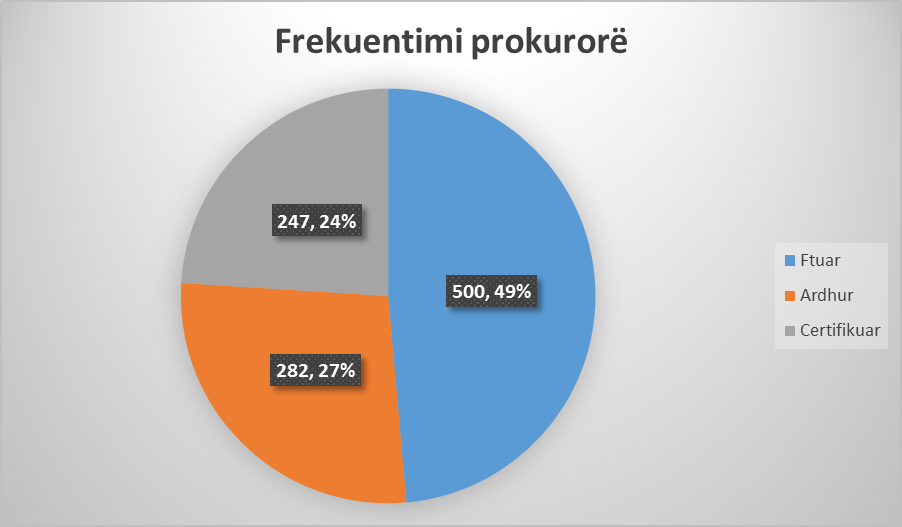 Frekuentimi prokurorë
247, 24%
500, 49%
282, 27%
Ftuar
Ardhur
Certifikuar